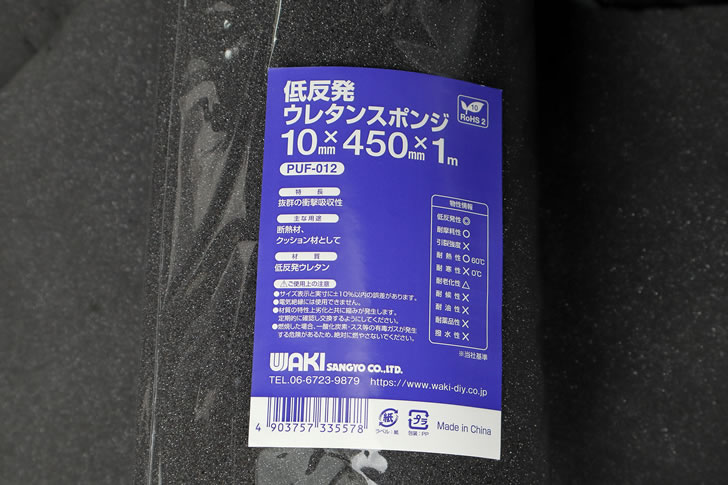 低反発
ウレタンスポンジ
10mm×450mm×1m
PUF-012
10
RoHS 2
特長
抜群の衝撃吸収性
主な用途
断熱材、
クッション材として
材質
低反発ウレタン
ご使用上の注意
●サイズ表示と実寸に±10%以内の誤差があります。
●電気絶縁には使用できません。
●材質の特性上劣化と共に縮みが発生します。
定期的に確認し交換するようにしてください。
●燃焼した場合、一酸化炭素・スス等の有毒ガスが発生
する危険があるため、絶対に燃やさないでください。
物性情報
低反発性◎
耐摩耗性○
引裂強度×
耐熱性○60℃
耐寒性×0℃
耐老化性△
耐候性×
耐油性×
耐薬品性×
撥水性×
※当社基準
WAKI SANGYO CO.,LTD.
TEL.06-6723-9879 https://www.waki-diy.co.jp
4 903757 335578
紙
ラベル:紙
プラ
包装:PP
Made in China